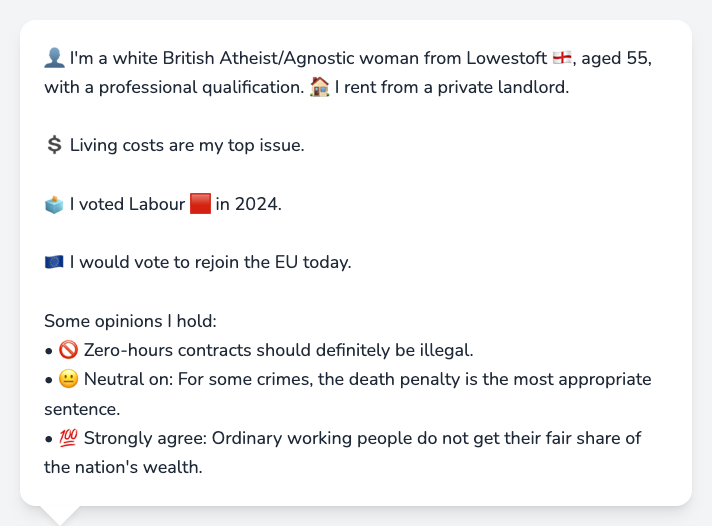 👤 I'm a white British Atheist/Agnostic woman from Lowestoft 🏴󠁧󠁢󠁥󠁮󠁧󠁿, aged 55,
with a professional qualification. 🏠 I rent from a private landlord.
💲 Living costs are my top issue.
🗳️ I voted Labour 🟥 in 2024.
🇪🇺 I would vote to rejoin the EU today.
Some opinions I hold:
• 🚫 Zero-hours contracts should definitely be illegal.
• 😐 Neutral on: For some crimes, the death penalty is the most appropriate
sentence.
• 💯 Strongly agree: Ordinary working people do not get their fair share of
the nation's wealth.